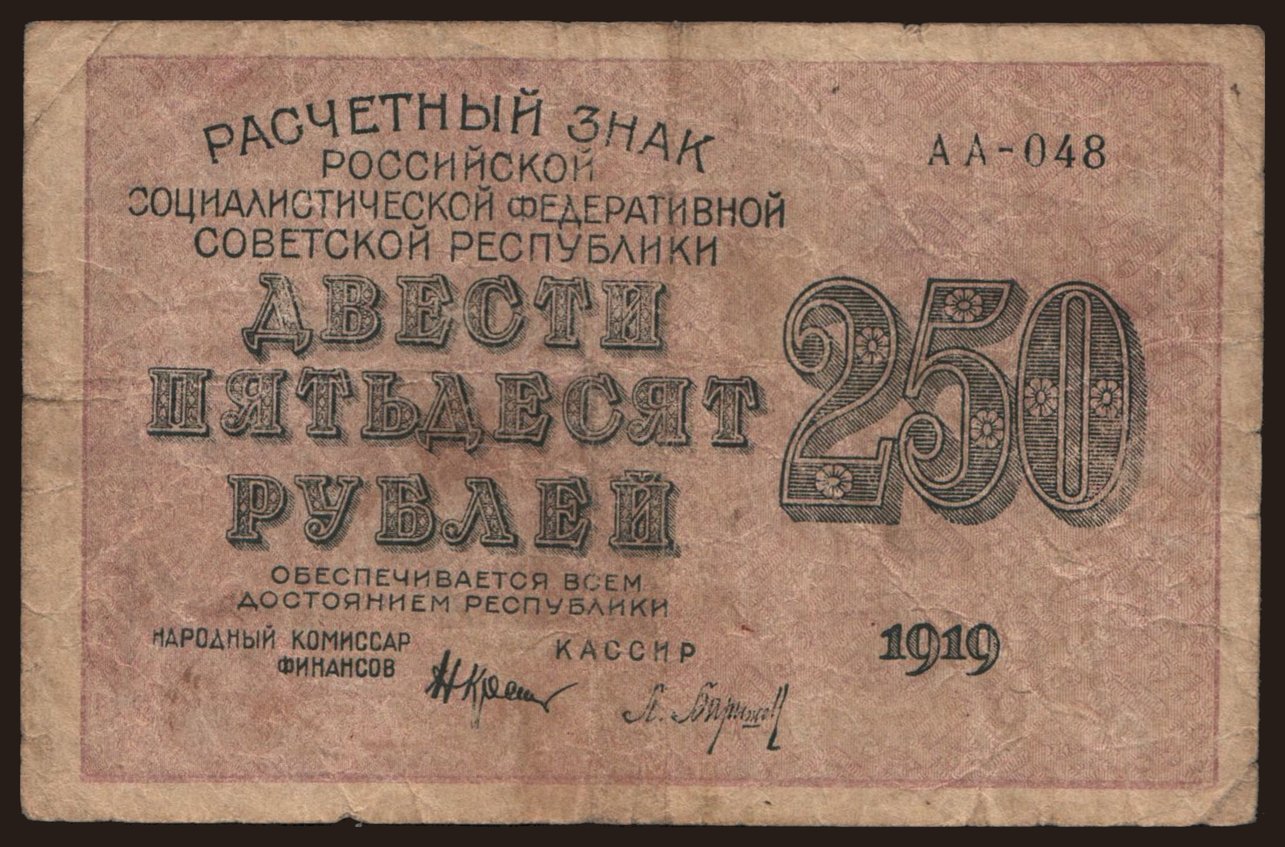 РАСЧЕТНЫЙ ЗНАК
РОССИЙСКОЙ
СОЦИАЛИСТИЧЕСКОЙ ФЕДЕРАТИВНОЙ
СОВЕТСКОЙ РЕСПУБЛИКИ
АА-048
ДВЕСТИ
ПЯТЬДЕСЯТ
РУБЛЕЙ
250
ОБЕСПЕЧИВАЕТСЯ ВСЕМ
ДОСТОЯНИЕМ РЕСПУБЛИКИ
НАРОДНЫЙ КОМИССАР
ФИНАНСОВ
КАССИР
1919